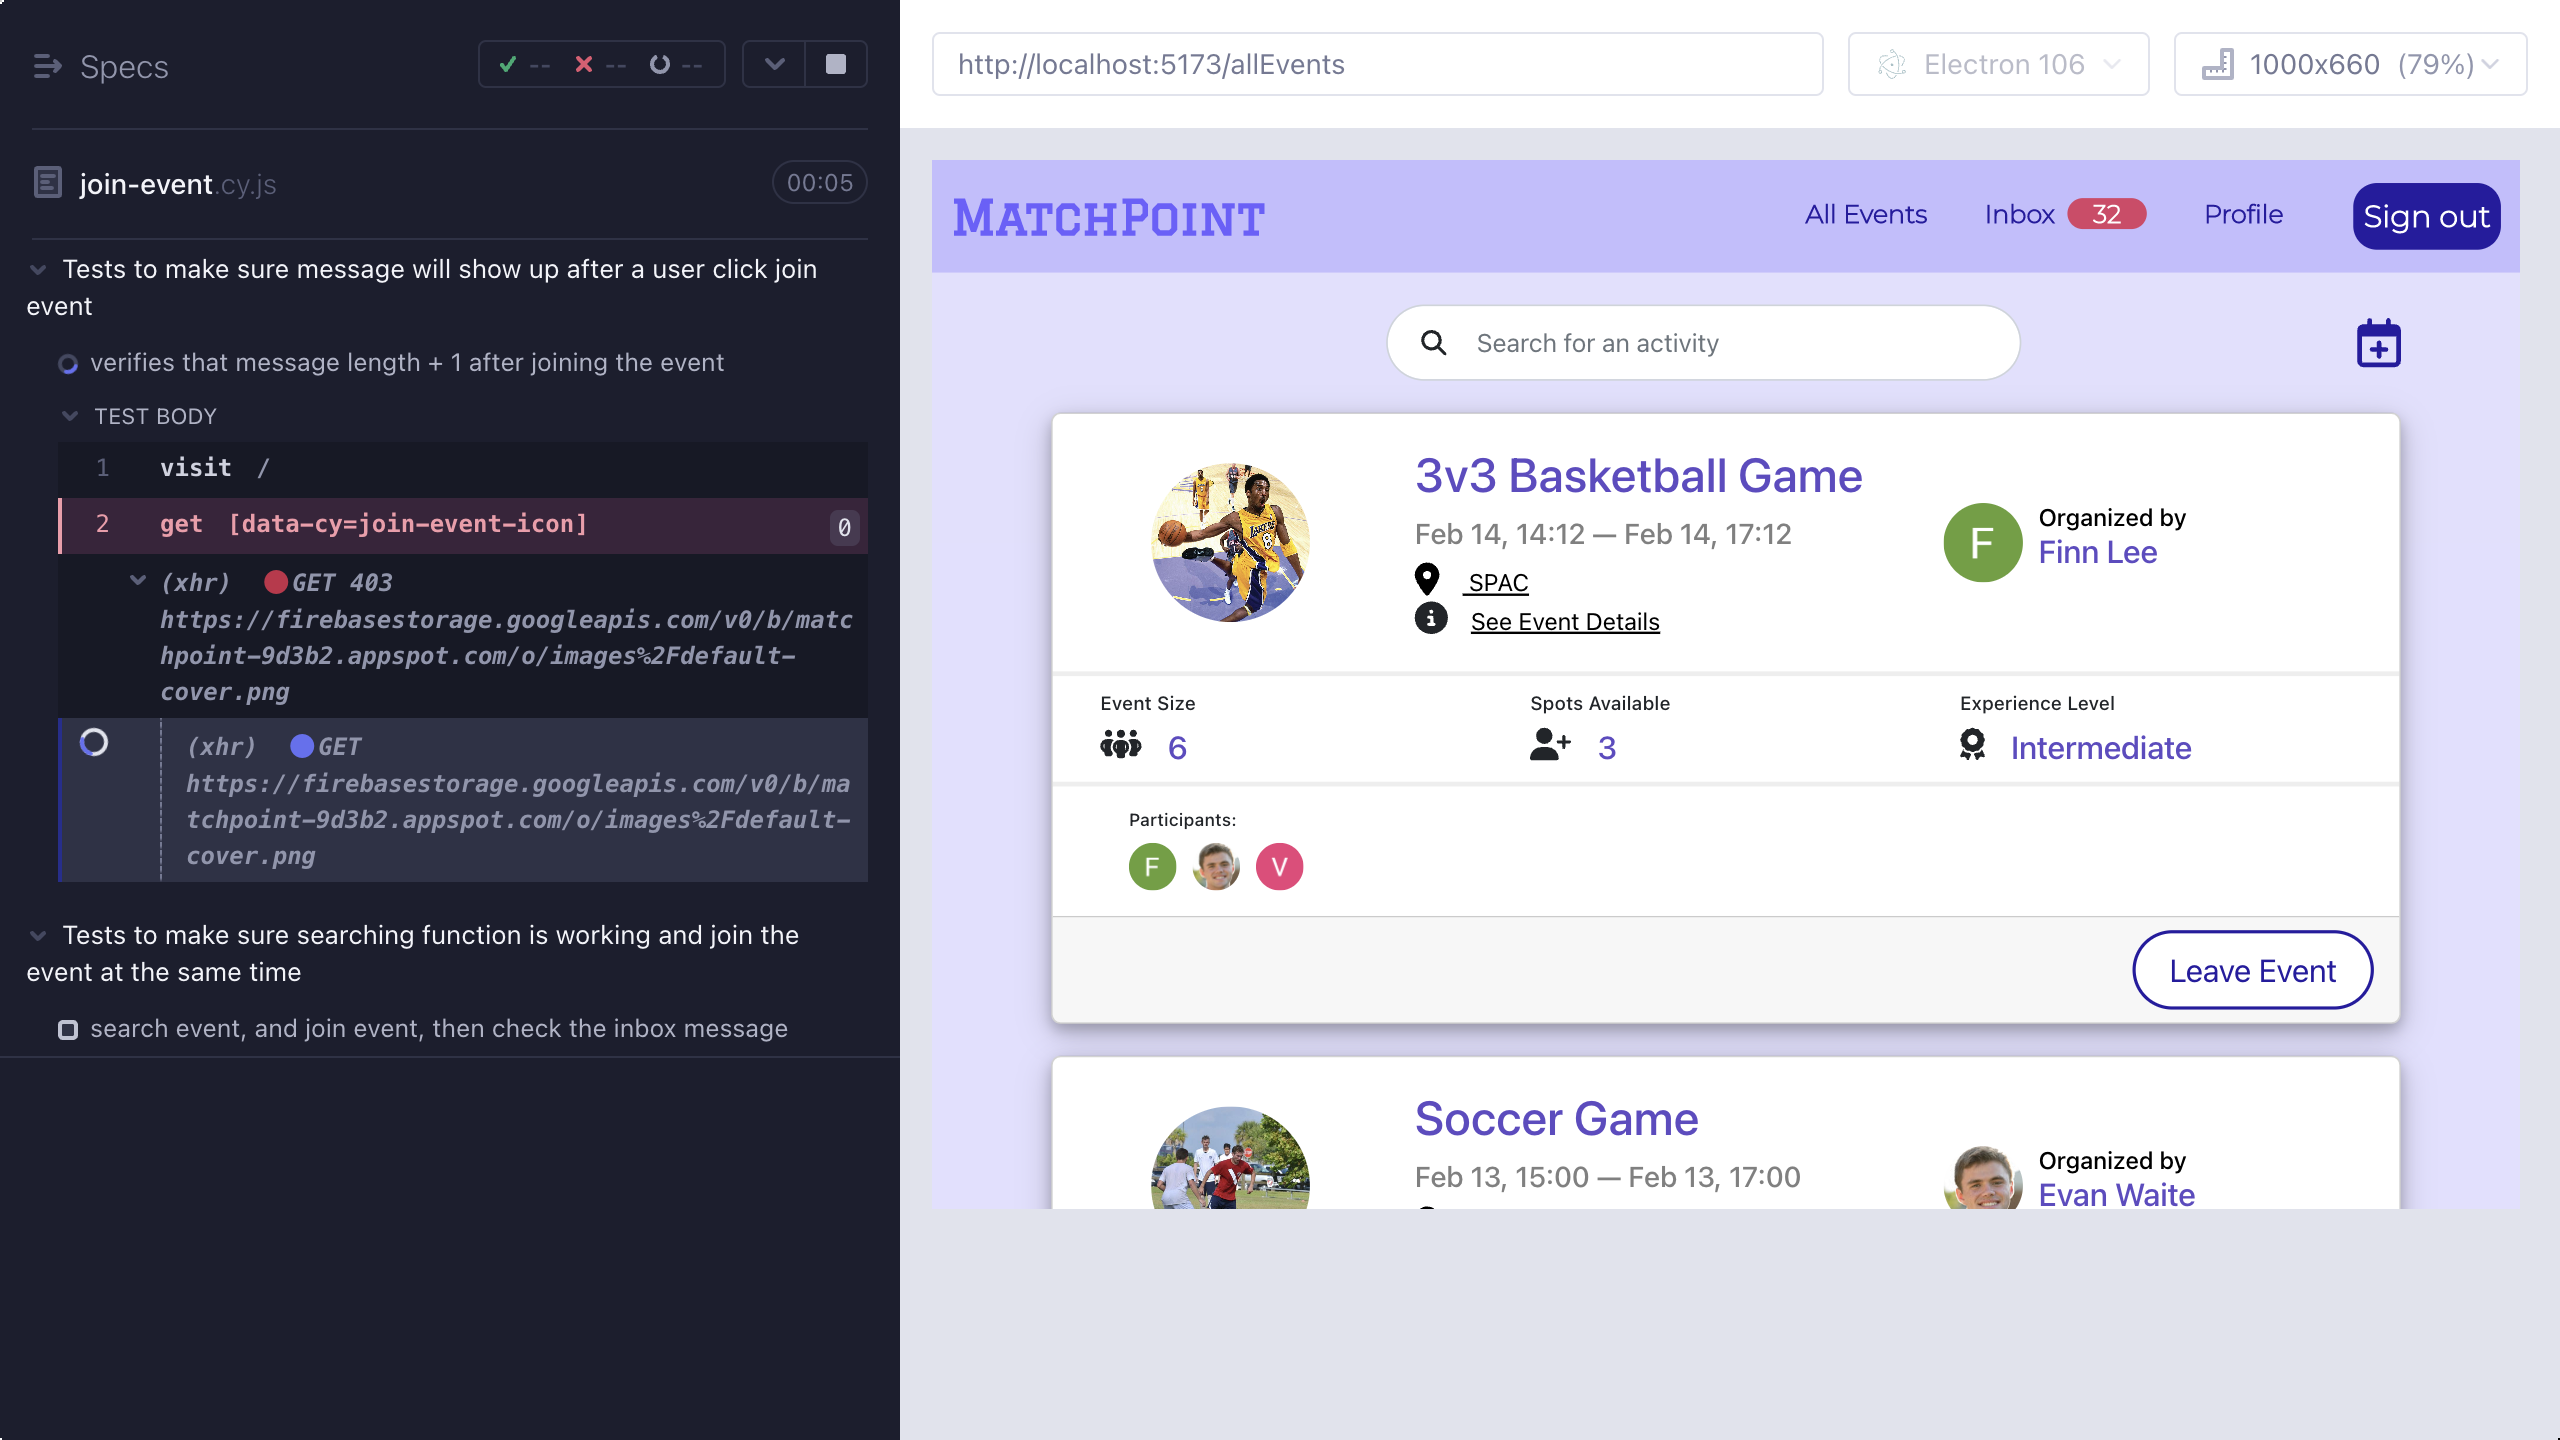 Specs
-- -- --
join-event.cy.js
00:05
Tests to make sure message will show up after a user click join
event
verifies that message length + 1 after joining the event
TEST BODY
1 visit /
2 get [data-cy=join-event-icon] 0
(xhr) GET 403
https://firebasestorage.googleapis.com/v0/b/matc
hpoint-9d3b2.appspot.com/o/images%2Fdefault-
cover.png
(xhr) GET
https://firebasestorage.googleapis.com/v0/b/ma
tchpoint-9d3b2.appspot.com/o/images%2Fdefault-
cover.png
Tests to make sure searching function is working and join the
event at the same time
search event, and join event, then check the inbox message
http://localhost:5173/allEvents
Electron 106
1000x660 (79%)
MATCHPOINT
All Events
Inbox 32
Profile
Sign out
Search for an activity
3v3 Basketball Game
Feb 14, 14:12 — Feb 14, 17:12
SPAC
See Event Details
F
Organized by
Finn Lee
Event Size
6
Spots Available
3
Experience Level
Intermediate
Participants:
F
V
Leave Event
Soccer Game
Feb 13, 15:00 — Feb 13, 17:00
Organized by
Evan Waite